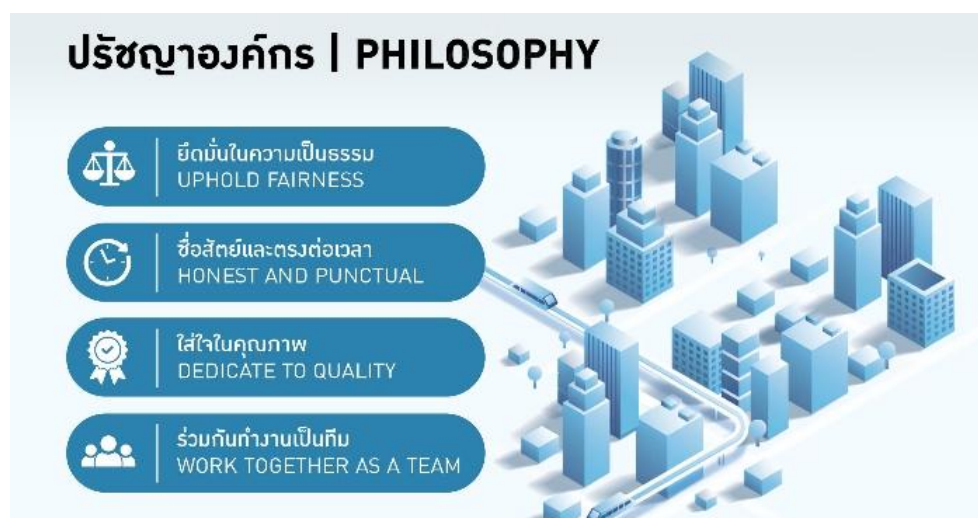 ปรัชญาองค์กร | PHILOSOPHY
ยึดมั่นในความเป็นธรรม
UPHOLD FAIRNESS
ซื่อสัตย์และตรงต่อเวลา
HONEST AND PUNCTUAL
ใส่ใจในคุณภาพ
DEDICATE TO QUALITY
ร่วมกันทำงานเป็นทีม
WORK TOGETHER AS A TEAM